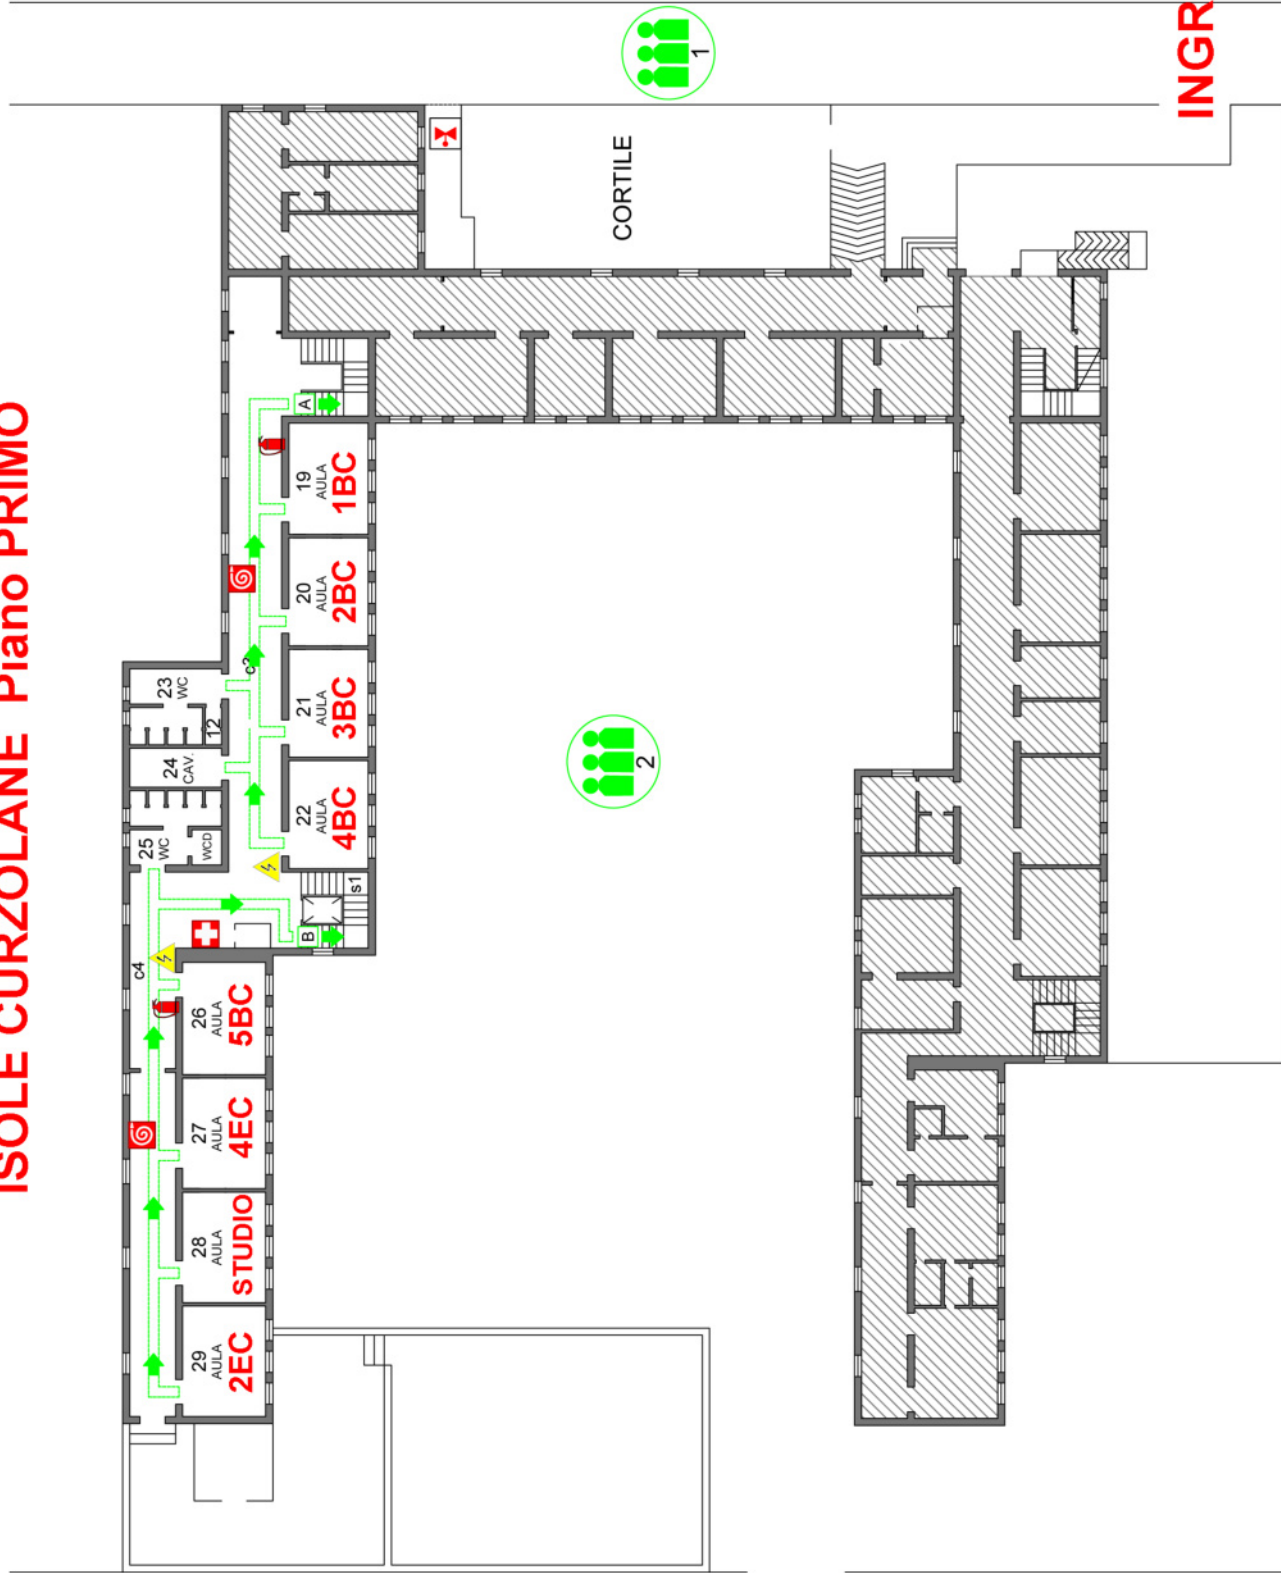 ISOLE CURZOLANE Piano PRIMO
INGR
1
CORTILE
A
19
AULA
1BC
20
AULA
2BC
21
AULA
3BC
22
AULA
4BC
23
WC
12
24
CAV.
25
WC
WCD
s1
B
c4
26
AULA
5BC
27
AULA
4EC
28
AULA
STUDIO
29
AULA
2EC
2